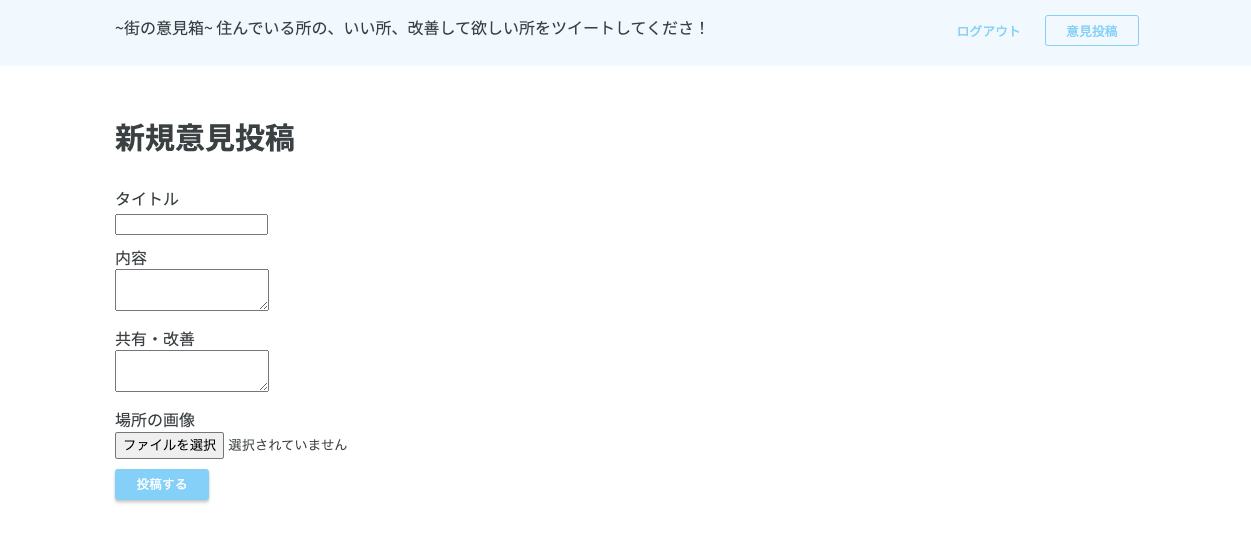 ~街の意見箱~ 住んでいる所の、いい所、改善して欲しい所をツイートしてくださ！
ログアウト
意見投稿
新規意見投稿
タイトル
内容
共有・改善
場所の画像
ファイルを選択 選択されていません
投稿する